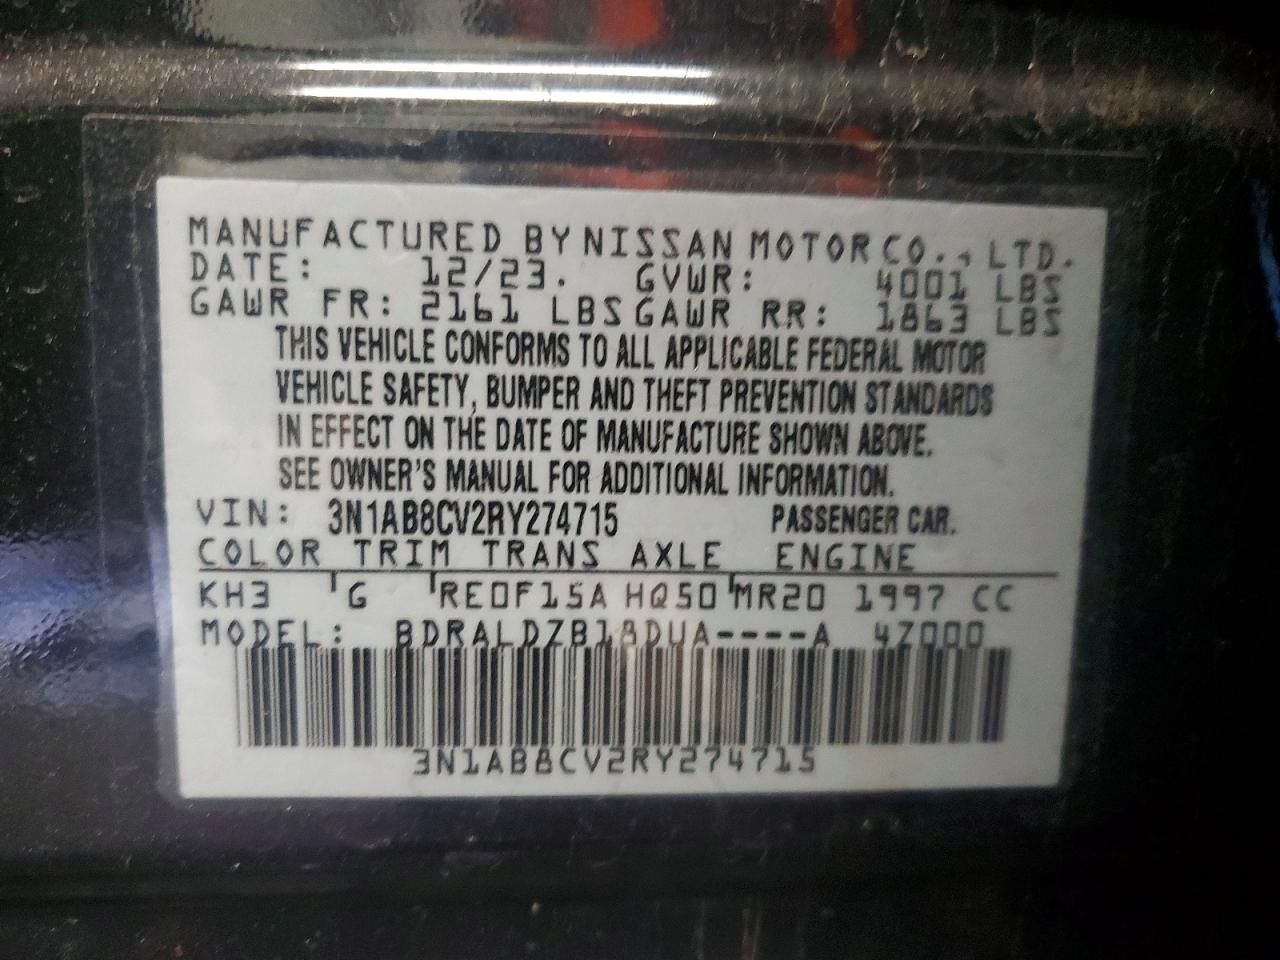 MANUFACTURED BY NISSAN MOTOR CO., LTD.
DATE: 12/23. GVWR: 4001 LBS
GAWR FR: 2161 LBS GAWR RR: 1863 LBS
THIS VEHICLE CONFORMS TO ALL APPLICABLE FEDERAL MOTOR
VEHICLE SAFETY, BUMPER AND THEFT PREVENTION STANDARDS
IN EFFECT ON THE DATE OF MANUFACTURE SHOWN ABOVE.
SEE OWNER'S MANUAL FOR ADDITIONAL INFORMATION.
VIN: 3N1AB8CV2RY274715 PASSENGER CAR.
COLOR TRIM TRANS AXLE ENGINE
KH3 G RE0F15A HQ50 MR20 1997 CC
MODEL: BDRALDZB18DUA----A 4Z000
3N1AB8CV2RY274715